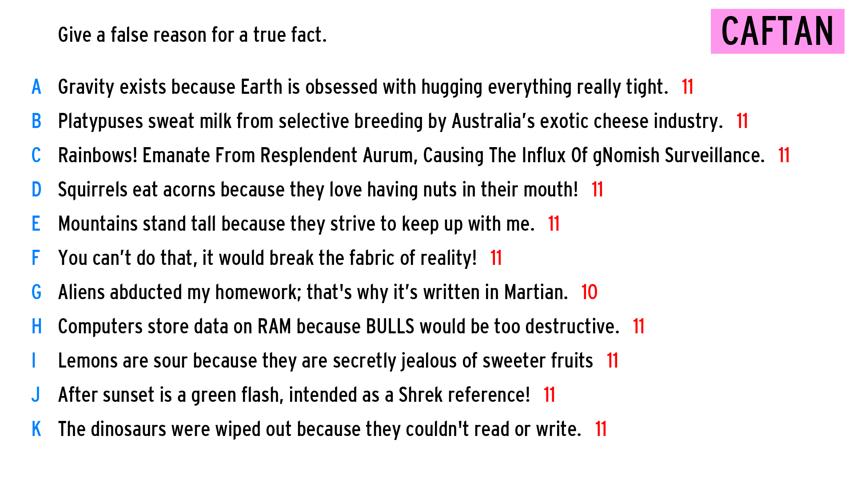 Give a false reason for a true fact.
CAFTAN
A Gravity exists because Earth is obsessed with hugging everything really tight. 11
B Platypuses sweat milk from selective breeding by Australia's exotic cheese industry. 11
C Rainbows! Emanate From Resplendent Aurum, Causing The Influx Of gNomish Surveillance. 11
D Squirrels eat acorns because they love having nuts in their mouth! 11
E Mountains stand tall because they strive to keep up with me. 11
F You can't do that, it would break the fabric of reality! 11
G Aliens abducted my homework; that's why it's written in Martian. 10
H Computers store data on RAM because BULLS would be too destructive. 11
I Lemons are sour because they are secretly jealous of sweeter fruits 11
J After sunset is a green flash, intended as a Shrek reference! 11
K The dinosaurs were wiped out because they couldn't read or write. 11